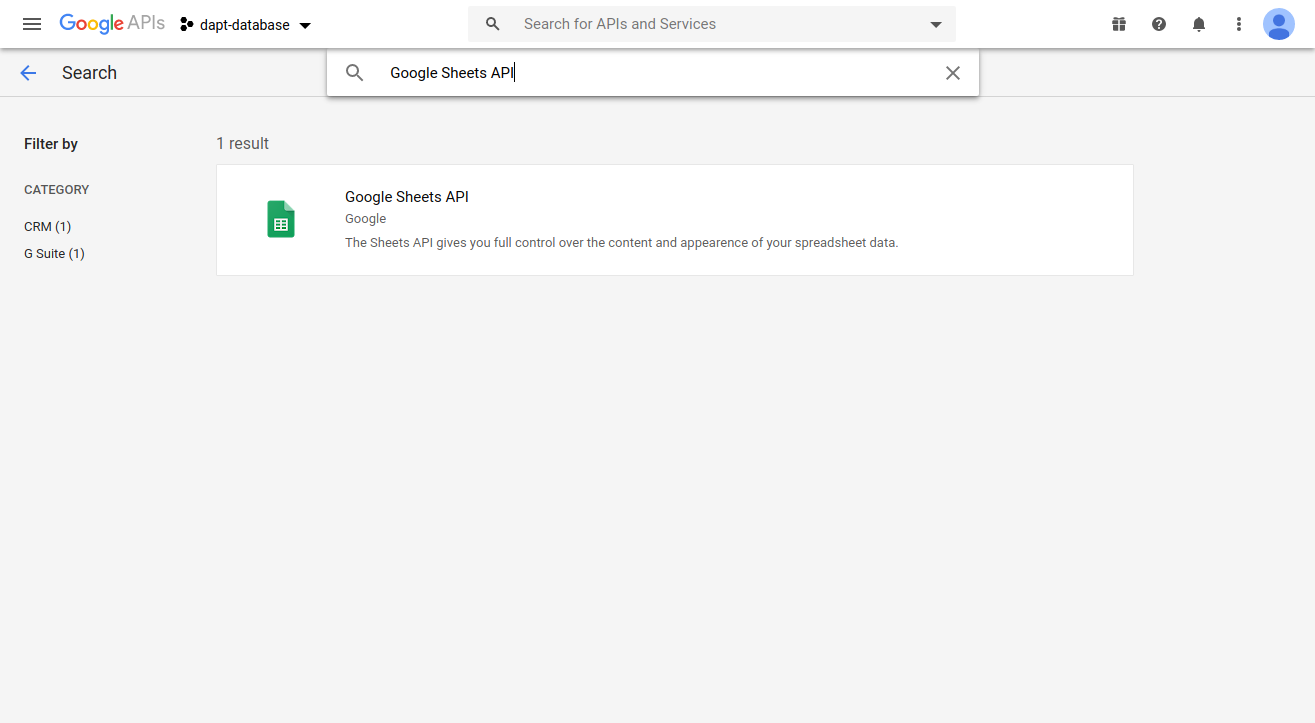 Google APIs dapt-database Search for APIs and Services
Search Google Sheets API
Filter by
CATEGORY
CRM (1)
G Suite (1)
1 result
Google Sheets API
Google
The Sheets API gives you full control over the content and appearence of your spreadsheet data.